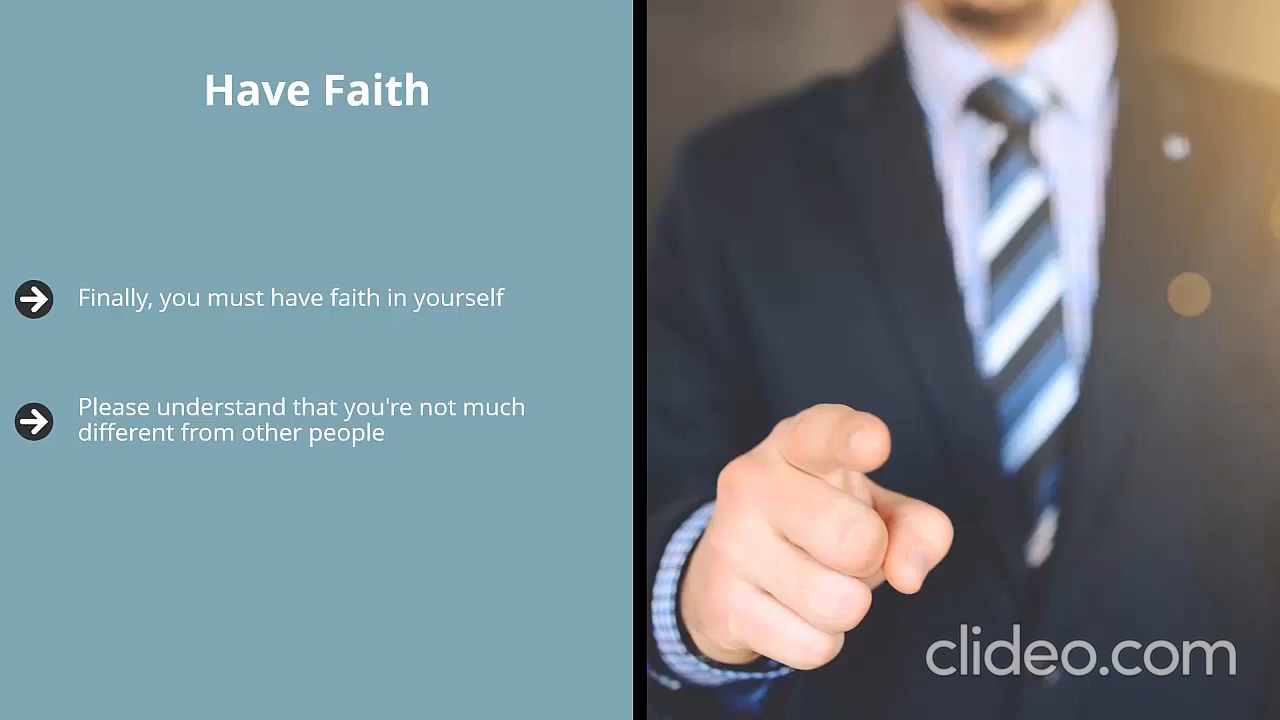 Have Faith
Finally, you must have faith in yourself
Please understand that you're not much
different from other people
clideo.com